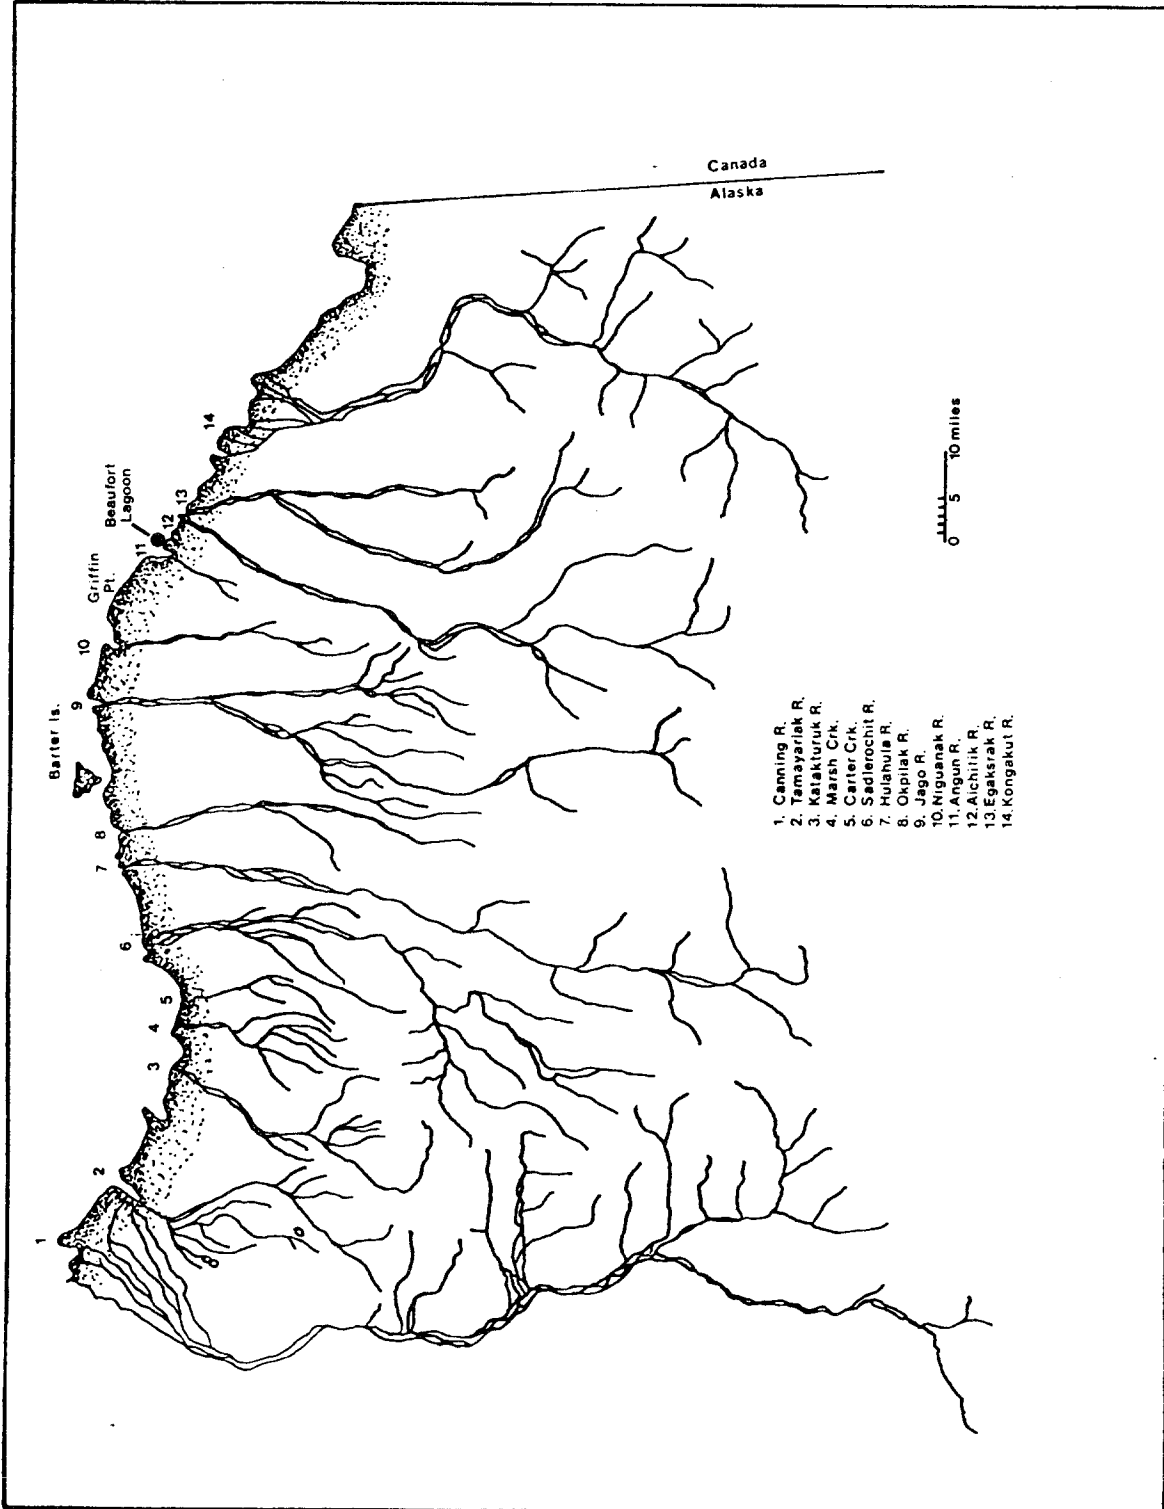 Canada
Alaska
Barter Is.
Griffin
Pt.
Beaufort
Lagoon
1
2
3
4
5
6
7
8
9
10
11
12
13
14
1. Canning R.
2. Tamayariak R.
3. Katakturuk R.
4. Marsh Crk.
5. Carter Crk.
6. Sadlerochit R.
7. Hulahula R.
8. Okpilak R.
9. Jago R.
10. Niguanak R.
11. Angun R.
12. Aichilik R.
13. Egaksrak R.
14. Kongakut R.
0 5 10 miles